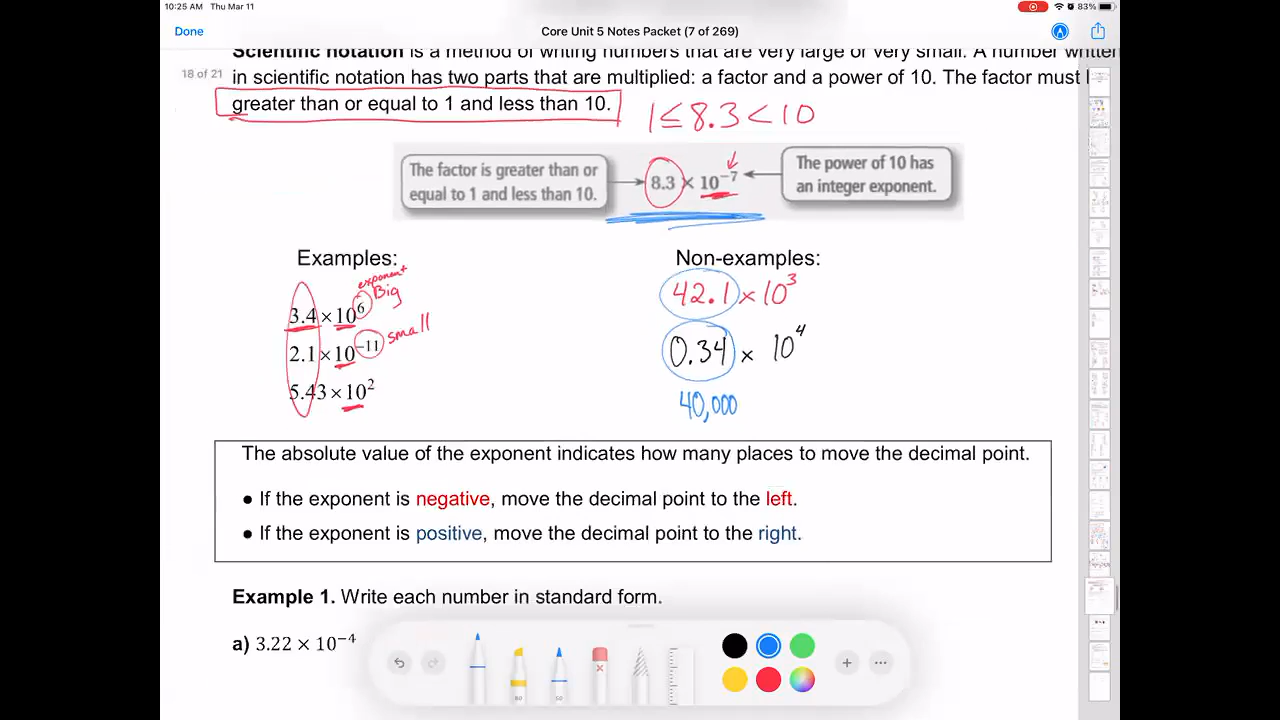 10:25 AM Thu Mar 11
83%
Done
Core Unit 5 Notes Packet (7 of 269)
Scientific notation is a method of writing numbers that are very large or very small. A number written
18 of 21
in scientific notation has two parts that are multiplied: a factor and a power of 10. The factor must
greater than or equal to 1 and less than 10.
1 ≤ 8.3 < 10
The factor is greater than or
equal to 1 and less than 10.
8.3 × 10⁻⁷
The power of 10 has
an integer exponent.
Examples:
exponent
Big
3.4 × 10⁶
small
2.1 × 10⁻¹¹
5.43 × 10²
Non-examples:
42.1 × 10³
0.34 × 10⁴
40,000
The absolute value of the exponent indicates how many places to move the decimal point.
● If the exponent is negative, move the decimal point to the left.
● If the exponent is positive, move the decimal point to the right.
Example 1. Write each number in standard form.
a) 3.22 × 10⁻⁴
80
50